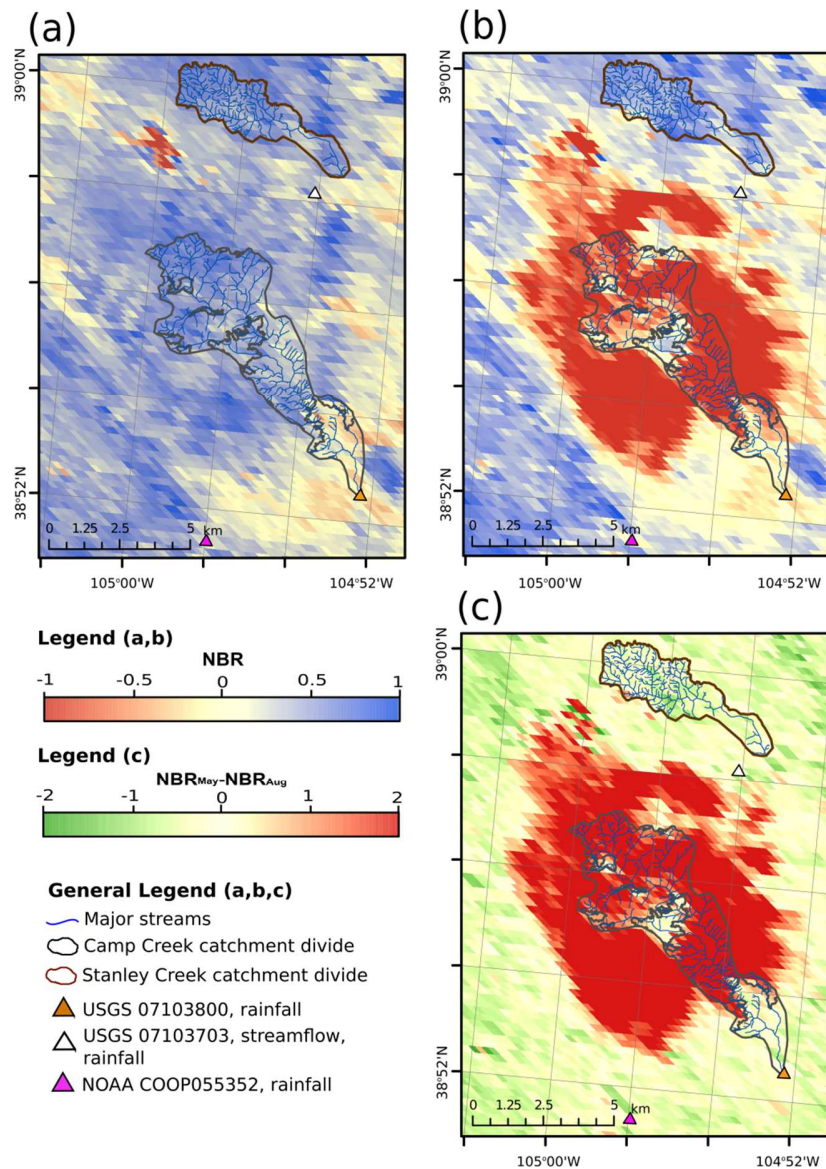 (a)
39°00'N
38°52'N
0 1.25 2.5 5
km
105°00'W 104°52'W
(b)
39°00'N
38°52'N
0 1.25 2.5 5
km
105°00'W 104°52'W
Legend (a,b)
NBR
-1 -0.5 0 0.5 1
Legend (c)
NBRMay-NBRAug
-2 -1 0 1 2
General Legend (a,b,c)
Major streams
Camp Creek catchment divide
Stanley Creek catchment divide
USGS 07103800, rainfall
USGS 07103703, streamflow,
rainfall
NOAA COOP055352, rainfall
(c)
39°00'N
38°52'N
0 1.25 2.5 5
km
105°00'W 104°52'W